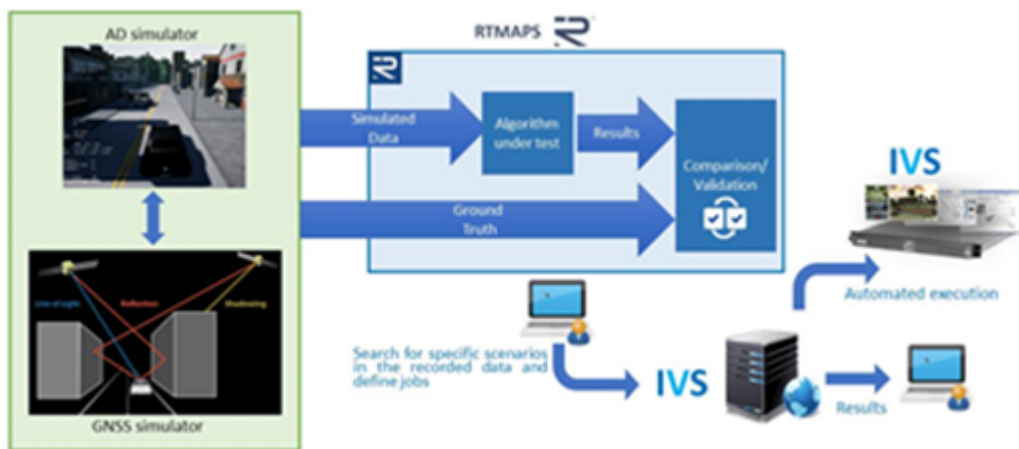 AD simulator
Line of sight
Reflection
Shadowing
GNSS simulator
RTMAPS
Simulated
Data
Algorithm
under test
Results
Comparison/
Validation
Ground
Truth
Search for specific scenarios
in the recorded data and
define jobs
IVS
IVS
Automated execution
Results